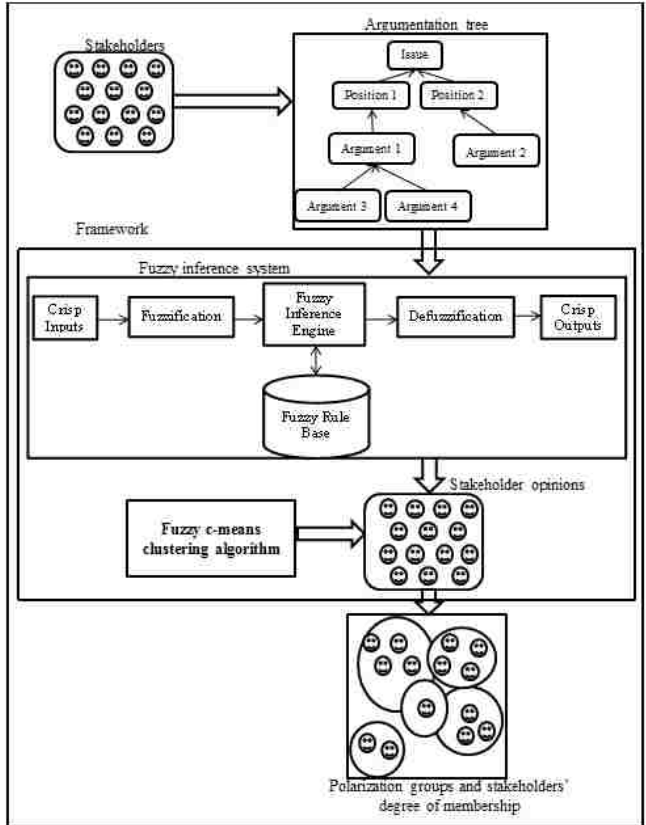 Stakeholders
Argumentation tree
Issue
Position 1
Position 2
Argument 1
Argument 2
Argument 3
Argument 4
Framework
Fuzzy inference system
Crisp
Inputs
Fuzzification
Fuzzy
Inference
Engine
Defuzzification
Crisp
Outputs
Fuzzy Rule
Base
Stakeholder opinions
Fuzzy c-means
clustering algorithm
Polarization groups and stakeholders'
degree of membership